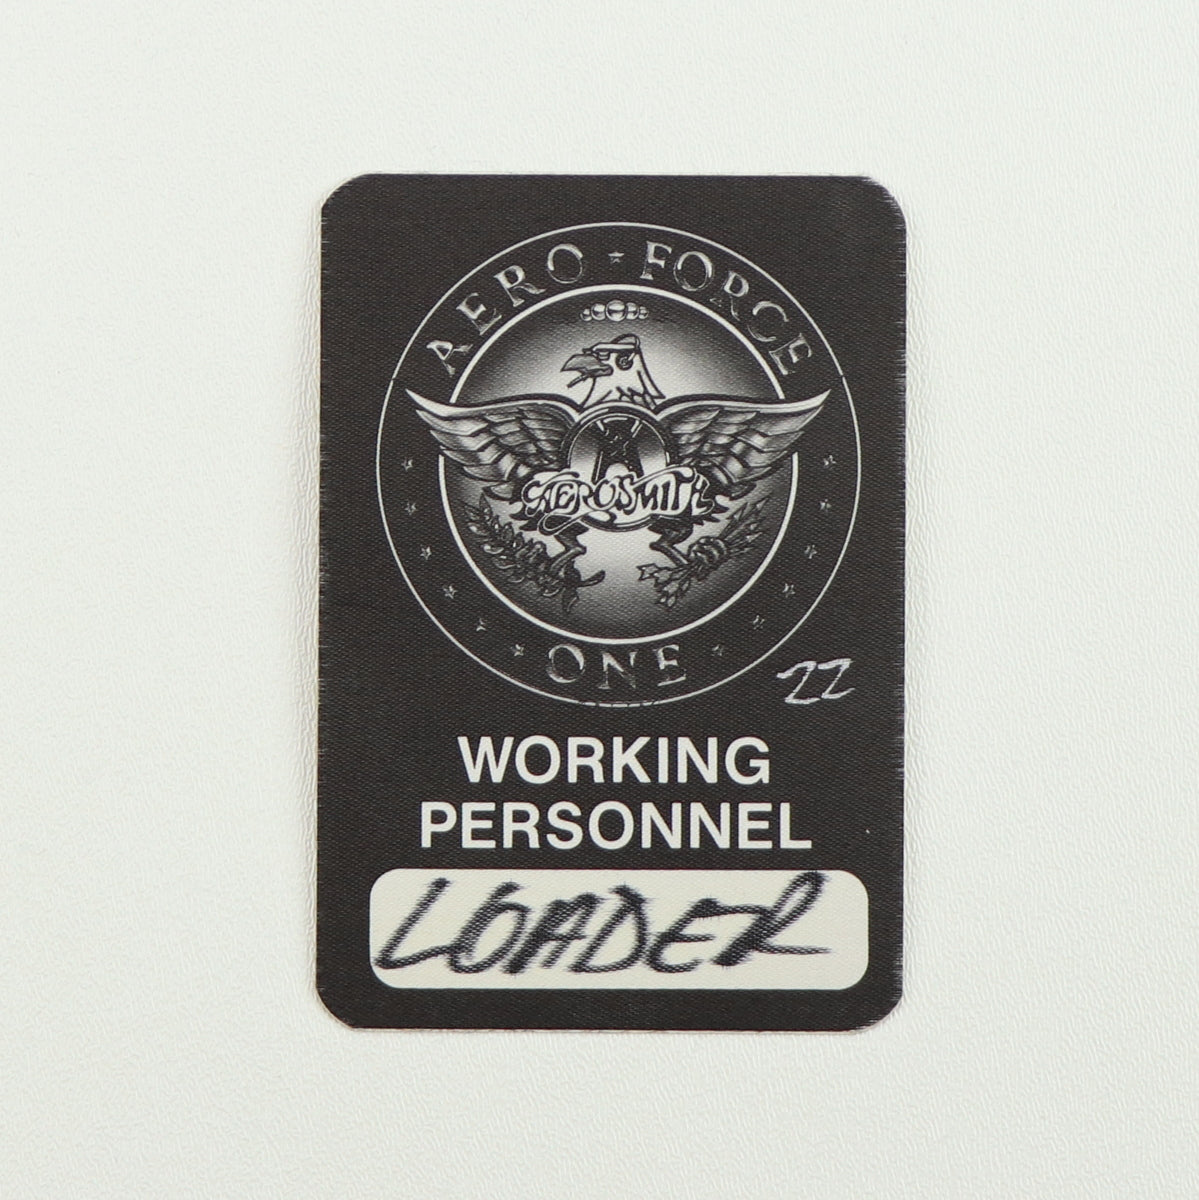 AERO ★ FORCE
AEROSMITH
★ ONE ★
22
WORKING
PERSONNEL
LOADER